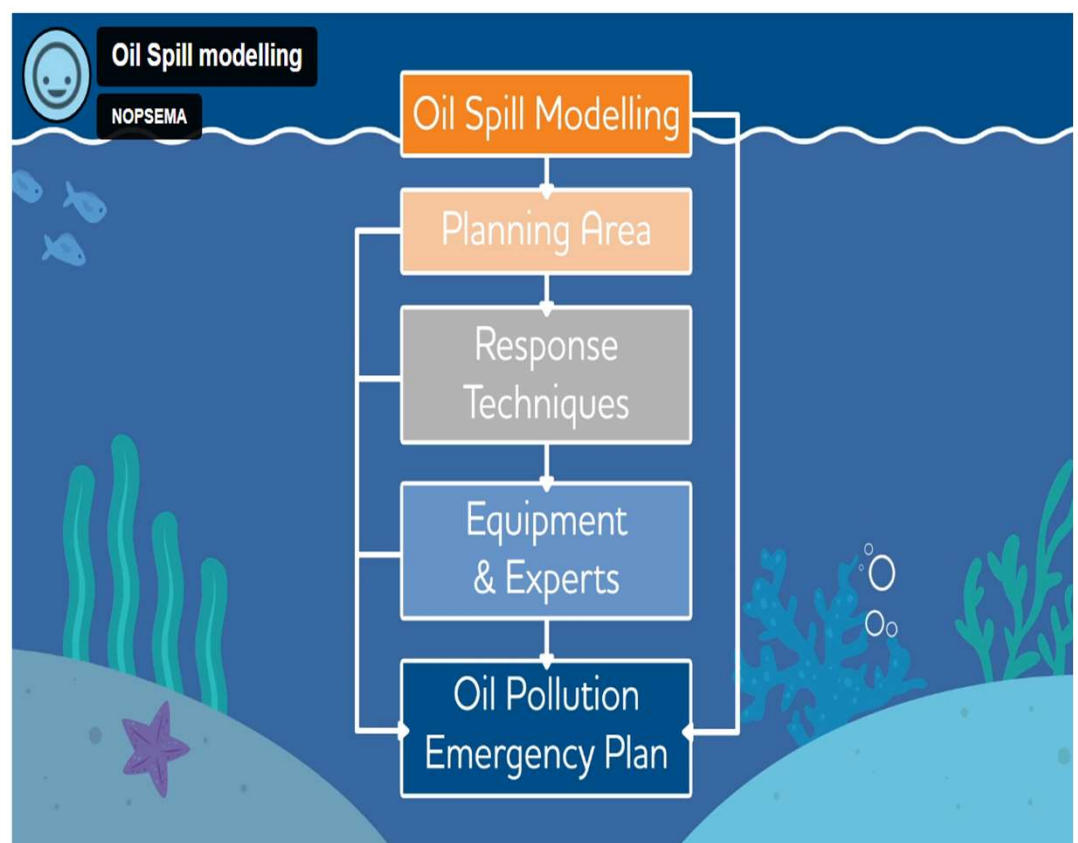 Oil Spill modelling
NOPSEMA
Oil Spill Modelling
Planning Area
Response
Techniques
Equipment
& Experts
Oil Pollution
Emergency Plan